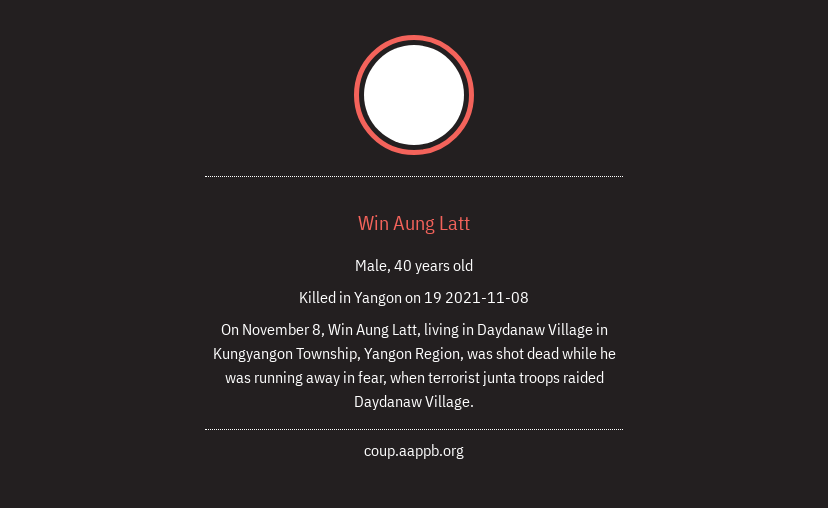 Win Aung Latt
Male, 40 years old
Killed in Yangon on 19 2021-11-08
On November 8, Win Aung Latt, living in Daydanaw Village in
Kungyangon Township, Yangon Region, was shot dead while he
was running away in fear, when terrorist junta troops raided
Daydanaw Village.
coup.aappb.org